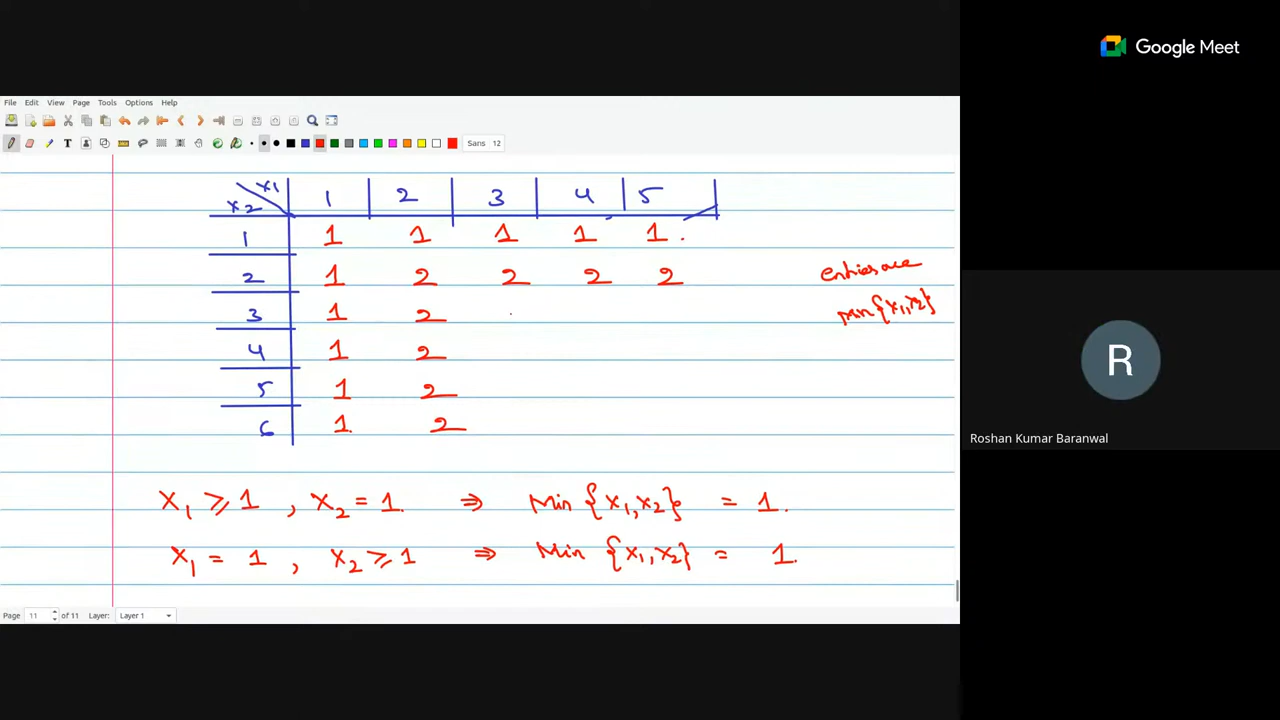 Google Meet
File Edit View Page Tools Options Help
Sans 12
x1
x2
1 2 3 4 5
1 1 1 1 1 1.
2 1 2 2 2 2
3 1 2
4 1 2
5 1 2
6 1. 2
Entries are
Min{x1,x2}
x₁ ≥ 1 , x₂ = 1. ⇒ Min {x₁,x₂} = 1.
x₁ = 1 , x₂ ≥ 1 ⇒ Min {x₁,x₂} = 1.
R
Roshan Kumar Baranwal
Page 11 of 11 Layer: Layer 1